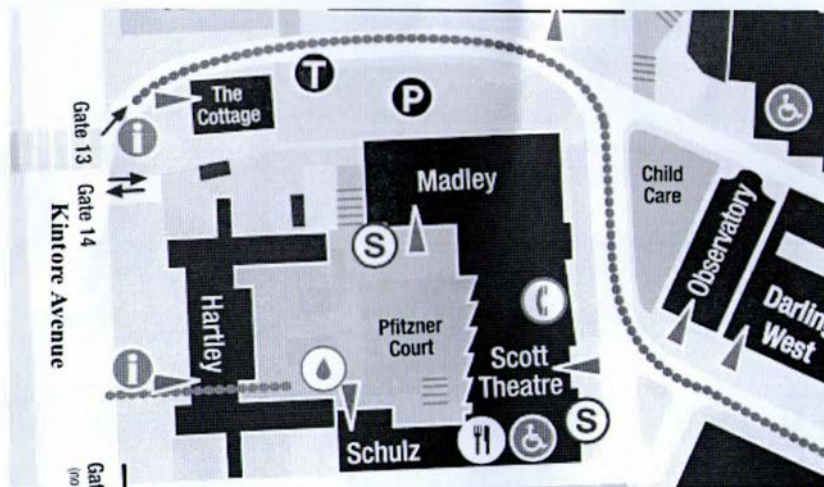 The
Cottage
T
P
i
Gate 13
Gate 14
Kintore Avenue
Madley
Child
Care
Observatory
Darling
West
S
Hartley
Pfitzner
Court
Scott
Theatre
i
S
Schulz